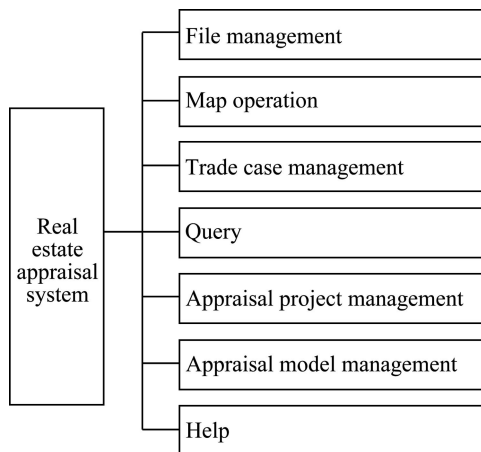 Real
estate
appraisal
system
File management
Map operation
Trade case management
Query
Appraisal project management
Appraisal model management
Help